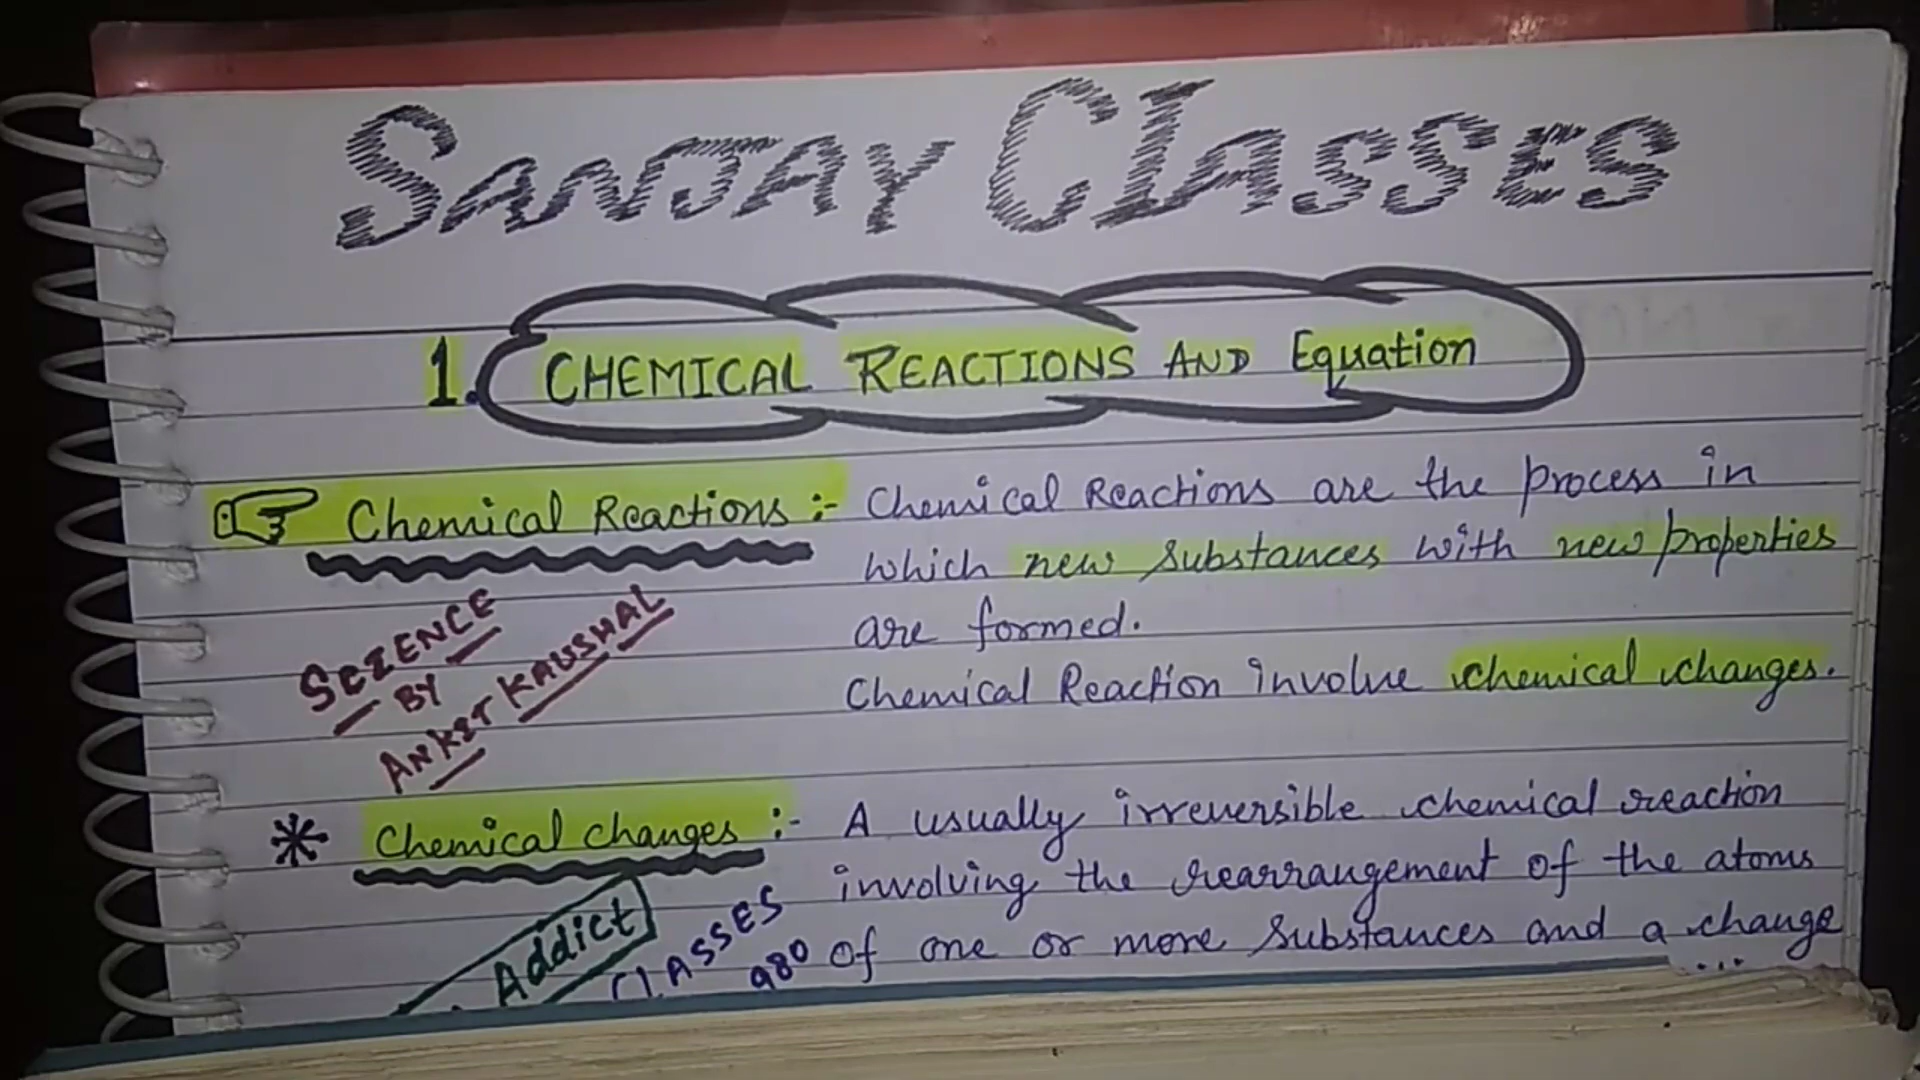 SANJAY CLASSES
1. CHEMICAL REACTIONS AND Equation
Chemical Reactions :- Chemical Reactions are the process in
which new substances with new properties
are formed.
Chemical Reaction involve chemical changes.
SCIENCE
BY
ANKIT KAUSHAL
* Chemical changes :- A usually irreversible chemical reaction
involving the rearrangement of the atoms
of one or more substances and a change
Addict
CLASSES
980